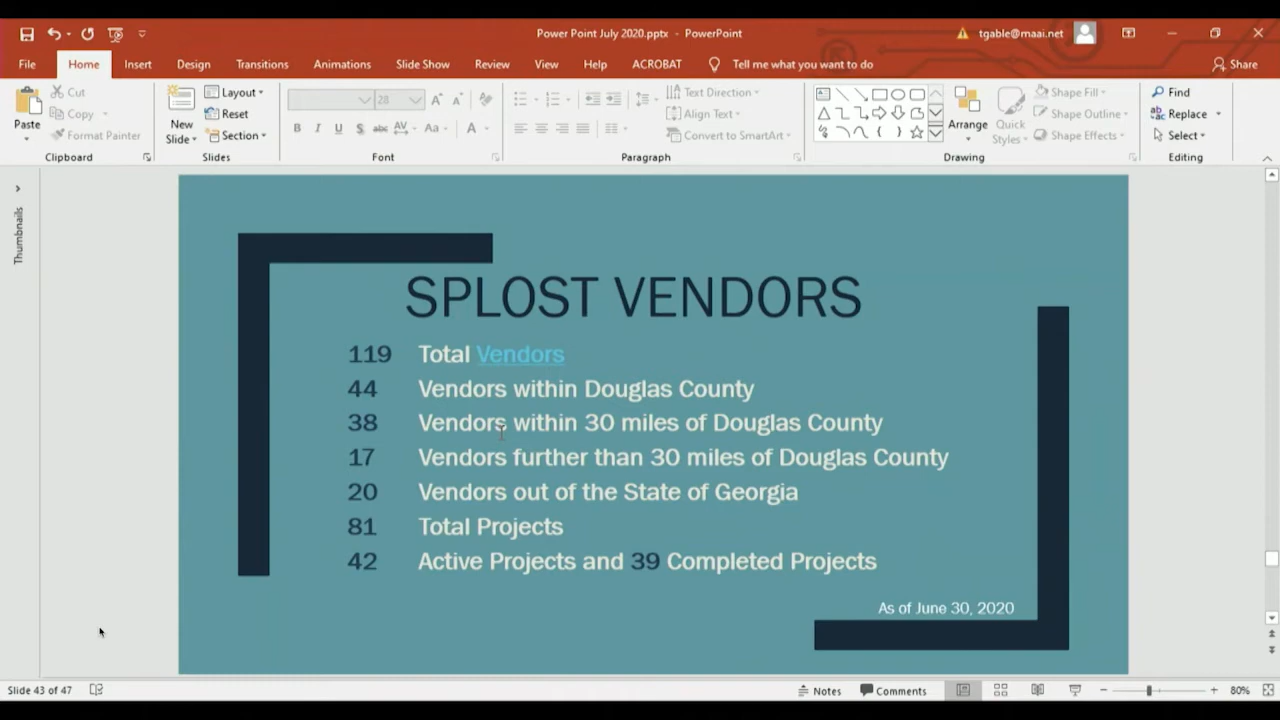 Power Point July 2020.pptx - PowerPoint
tgable@maai.net
File Home Insert Design Transitions Animations Slide Show Review View Help ACROBAT Tell me what you want to do Share
Paste
Cut
Copy
Format Painter
Clipboard
New Slide
Layout
Reset
Section
Slides
28
B I U S abc AV Aa A
Font
Text Direction
Align Text
Convert to SmartArt
Paragraph
Arrange
Quick Styles
Shape Fill
Shape Outline
Shape Effects
Drawing
Find
Replace
Select
Editing
Thumbnails
SPLOST VENDORS
119 Total Vendors
44 Vendors within Douglas County
38 Vendors within 30 miles of Douglas County
17 Vendors further than 30 miles of Douglas County
20 Vendors out of the State of Georgia
81 Total Projects
42 Active Projects and 39 Completed Projects
As of June 30, 2020
Slide 43 of 47
Notes
Comments
80%